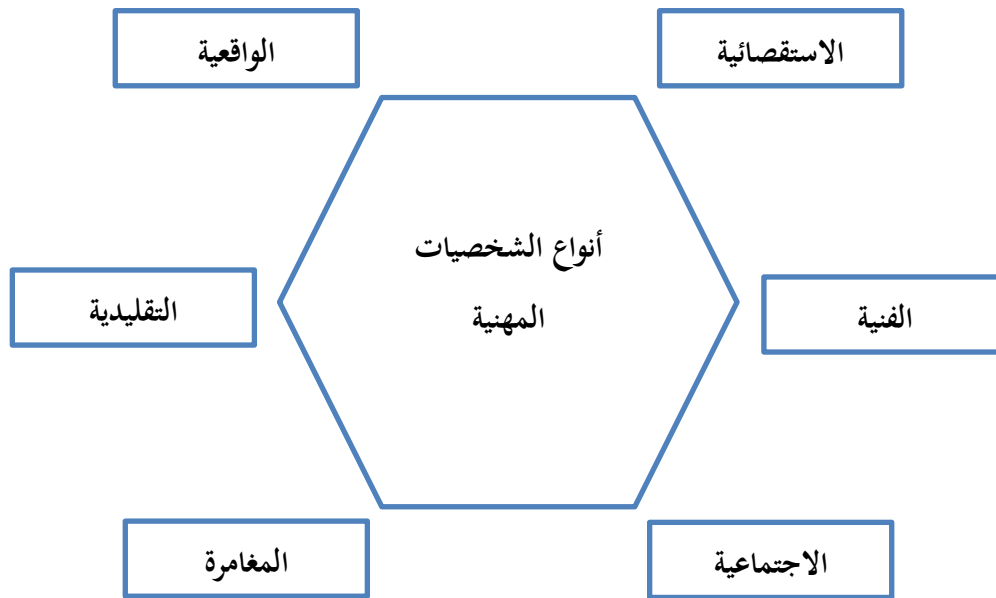 الاستقصائية
الواقعية
أنواع الشخصيات
المهنية
الفنية
التقليدية
الاجتماعية
المغامرة